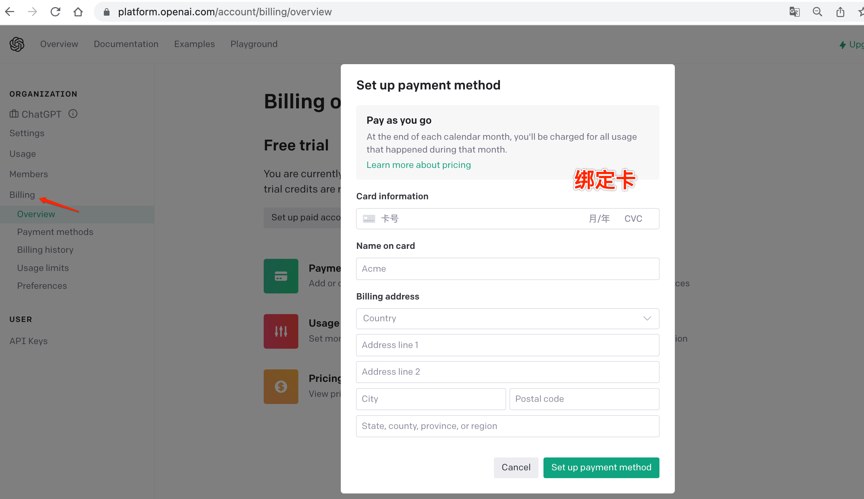 platform.openai.com/account/billing/overview
Overview Documentation Examples Playground
ORGANIZATION
ChatGPT
Settings
Usage
Members
Billing
Overview
Payment methods
Billing history
Usage limits
Preferences
USER
API Keys
Billing o
Free trial
You are currently
trial credits are
Set up paid acco
Payme
Add or
Usage
Set mo
Pricing
View pri
ces
ion
Upg
Set up payment method
Pay as you go
At the end of each calendar month, you'll be charged for all usage
that happened during that month.
Learn more about pricing
绑定卡
Card information
卡号 月/年 CVC
Name on card
Acme
Billing address
Country
Address line 1
Address line 2
City Postal code
State, county, province, or region
Cancel Set up payment method